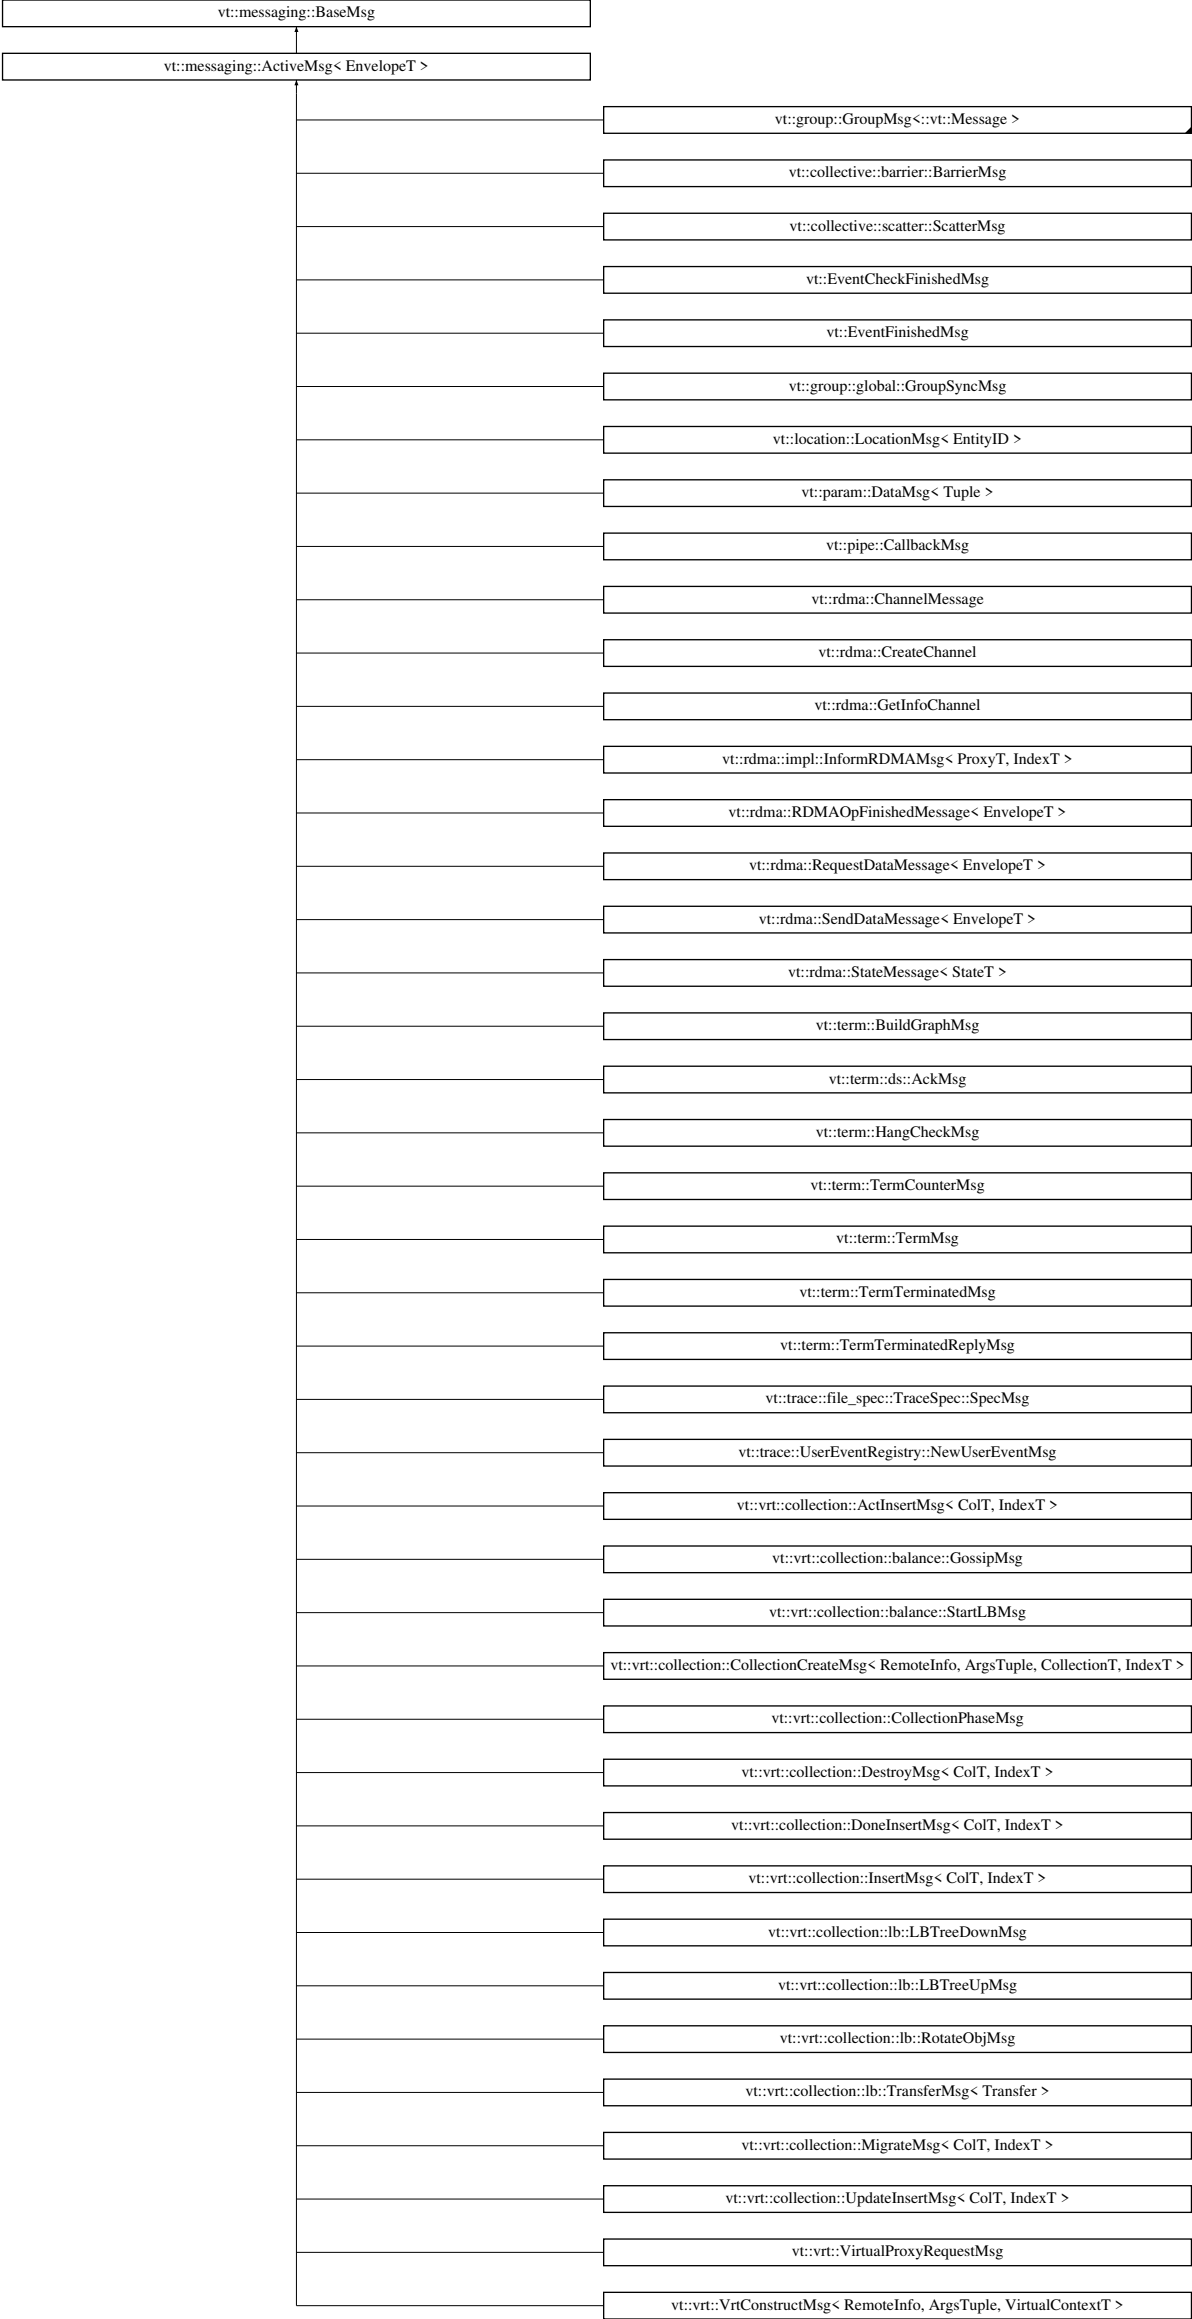 vt::messaging::BaseMsg
vt::messaging::ActiveMsg< EnvelopeT >
vt::group::GroupMsg<::vt::Message >
vt::collective::barrier::BarrierMsg
vt::collective::scatter::ScatterMsg
vt::EventCheckFinishedMsg
vt::EventFinishedMsg
vt::group::global::GroupSyncMsg
vt::location::LocationMsg< EntityID >
vt::param::DataMsg< Tuple >
vt::pipe::CallbackMsg
vt::rdma::ChannelMessage
vt::rdma::CreateChannel
vt::rdma::GetInfoChannel
vt::rdma::impl::InformRDMAMsg< ProxyT, IndexT >
vt::rdma::RDMAOpFinishedMessage< EnvelopeT >
vt::rdma::RequestDataMessage< EnvelopeT >
vt::rdma::SendDataMessage< EnvelopeT >
vt::rdma::StateMessage< StateT >
vt::term::BuildGraphMsg
vt::term::ds::AckMsg
vt::term::HangCheckMsg
vt::term::TermCounterMsg
vt::term::TermMsg
vt::term::TermTerminatedMsg
vt::term::TermTerminatedReplyMsg
vt::trace::file_spec::TraceSpec::SpecMsg
vt::trace::UserEventRegistry::NewUserEventMsg
vt::vrt::collection::ActInsertMsg< ColT, IndexT >
vt::vrt::collection::balance::GossipMsg
vt::vrt::collection::balance::StartLBMsg
vt::vrt::collection::CollectionCreateMsg< RemoteInfo, ArgsTuple, CollectionT, IndexT >
vt::vrt::collection::CollectionPhaseMsg
vt::vrt::collection::DestroyMsg< ColT, IndexT >
vt::vrt::collection::DoneInsertMsg< ColT, IndexT >
vt::vrt::collection::InsertMsg< ColT, IndexT >
vt::vrt::collection::lb::LBTreeDownMsg
vt::vrt::collection::lb::LBTreeUpMsg
vt::vrt::collection::lb::RotateObjMsg
vt::vrt::collection::lb::TransferMsg< Transfer >
vt::vrt::collection::MigrateMsg< ColT, IndexT >
vt::vrt::collection::UpdateInsertMsg< ColT, IndexT >
vt::vrt::VirtualProxyRequestMsg
vt::vrt::VrtConstructMsg< RemoteInfo, ArgsTuple, VirtualContextT >